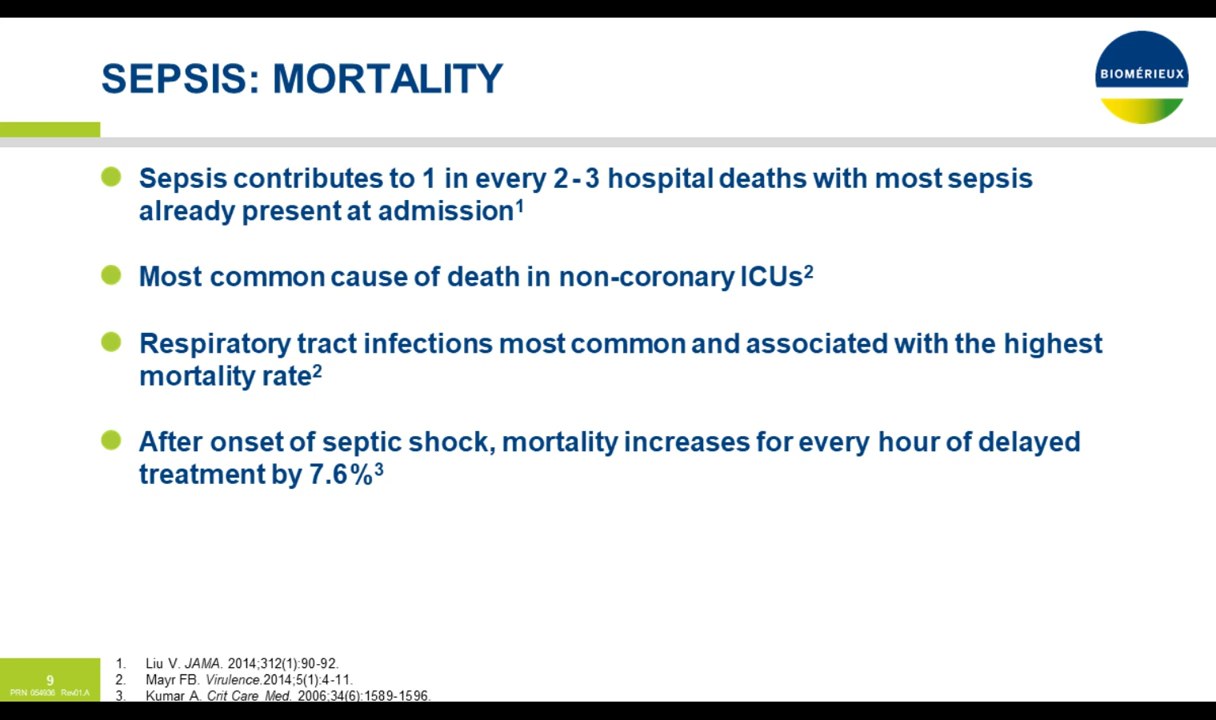 SEPSIS: MORTALITY
BIOMÉRIEUX
Sepsis contributes to 1 in every 2-3 hospital deaths with most sepsis
already present at admission¹
Most common cause of death in non-coronary ICUs²
Respiratory tract infections most common and associated with the highest
mortality rate²
After onset of septic shock, mortality increases for every hour of delayed
treatment by 7.6%³
1. Liu V. JAMA. 2014;312(1):90-92.
2. Mayr FB. Virulence.2014;5(1):4-11.
3. Kumar A. Crit Care Med. 2006;34(6):1589-1596.
9
PRN 054936 Rev01.A